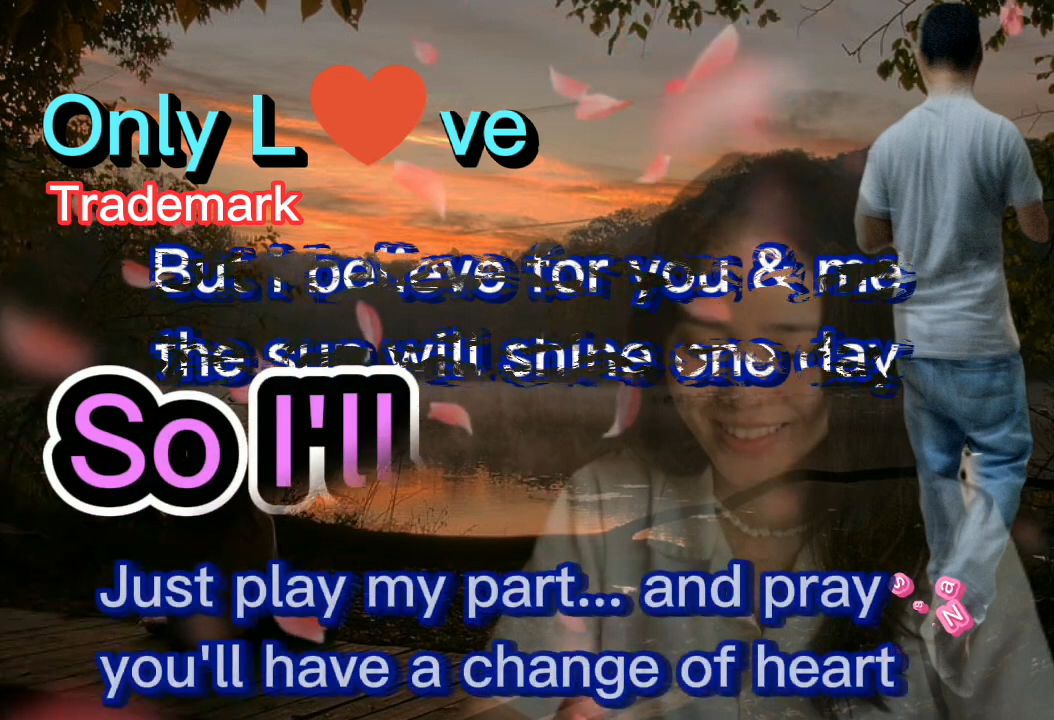 Only L❤ve
Trademark
But i believe for you & me
the sun will shine one day
So I'll
Just play my part... and pray
you'll have a change of heart